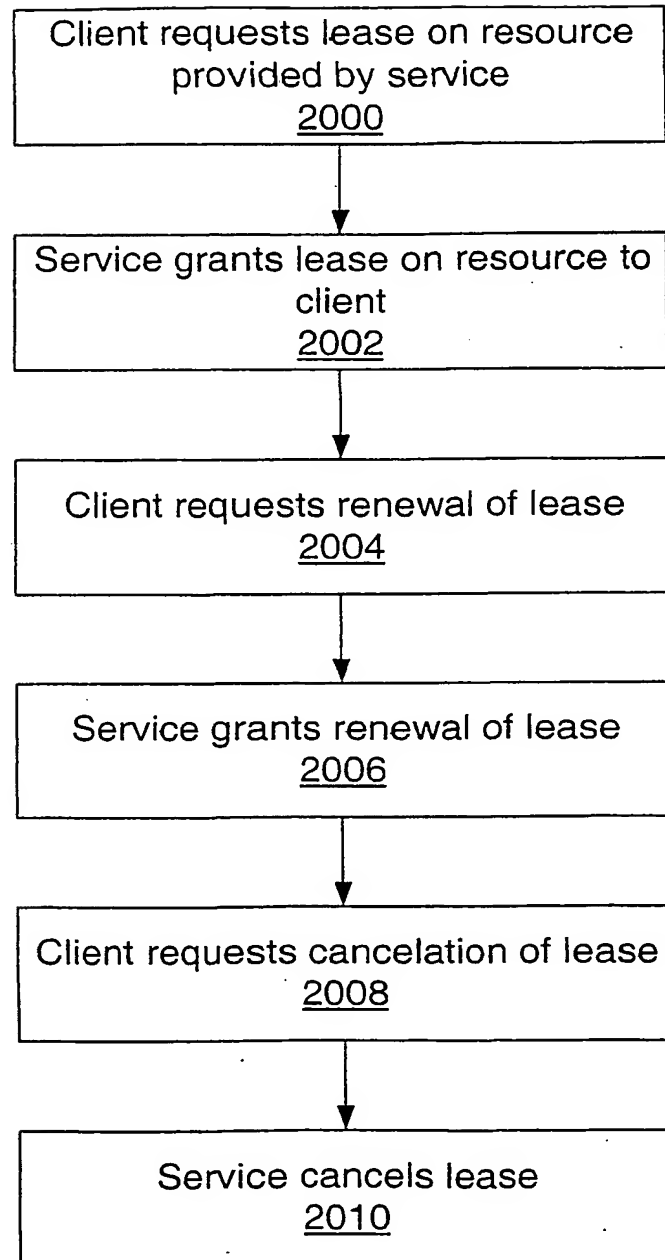 Client requests lease on resource
provided by service
2000
Service grants lease on resource to
client
2002
Client requests renewal of lease
2004
Service grants renewal of lease
2006
Client requests cancelation of lease
2008
Service cancels lease
2010